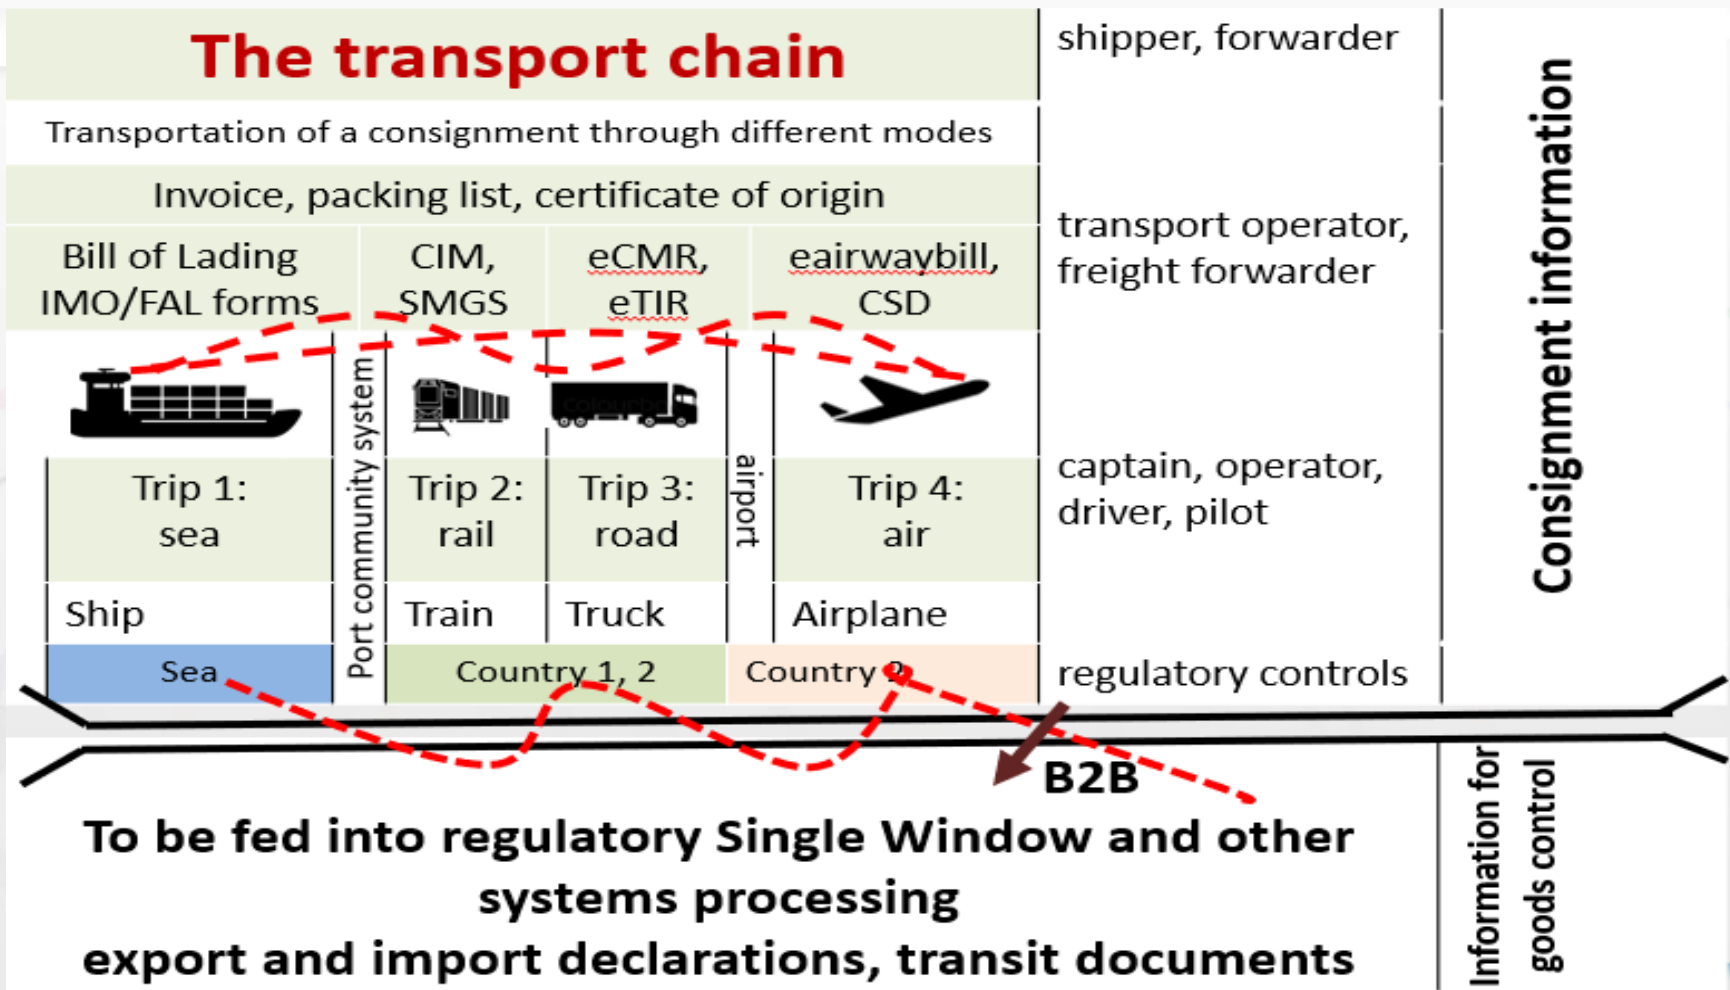 The transport chain
shipper, forwarder
Transportation of a consignment through different modes
Invoice, packing list, certificate of origin
Bill of Lading
IMO/FAL forms
CIM,
SMGS
eCMR,
eTIR
eairwaybill,
CSD
transport operator,
freight forwarder
Port community system
airport
Trip 1:
sea
Trip 2:
rail
Trip 3:
road
Trip 4:
air
captain, operator,
driver, pilot
Ship
Train
Truck
Airplane
Sea
Country 1, 2
Country
regulatory controls
Consignment information
B2B
To be fed into regulatory Single Window and other
systems processing
export and import declarations, transit documents
Information for
goods control